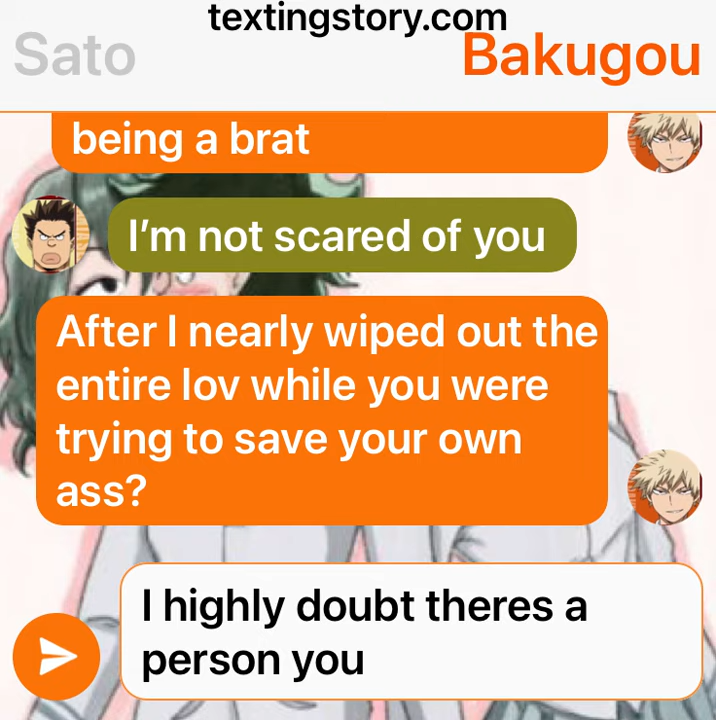 textingstory.com
Sato
Bakugou
being a brat
I'm not scared of you
After I nearly wiped out the
entire lov while you were
trying to save your own
ass?
I highly doubt theres a
person you